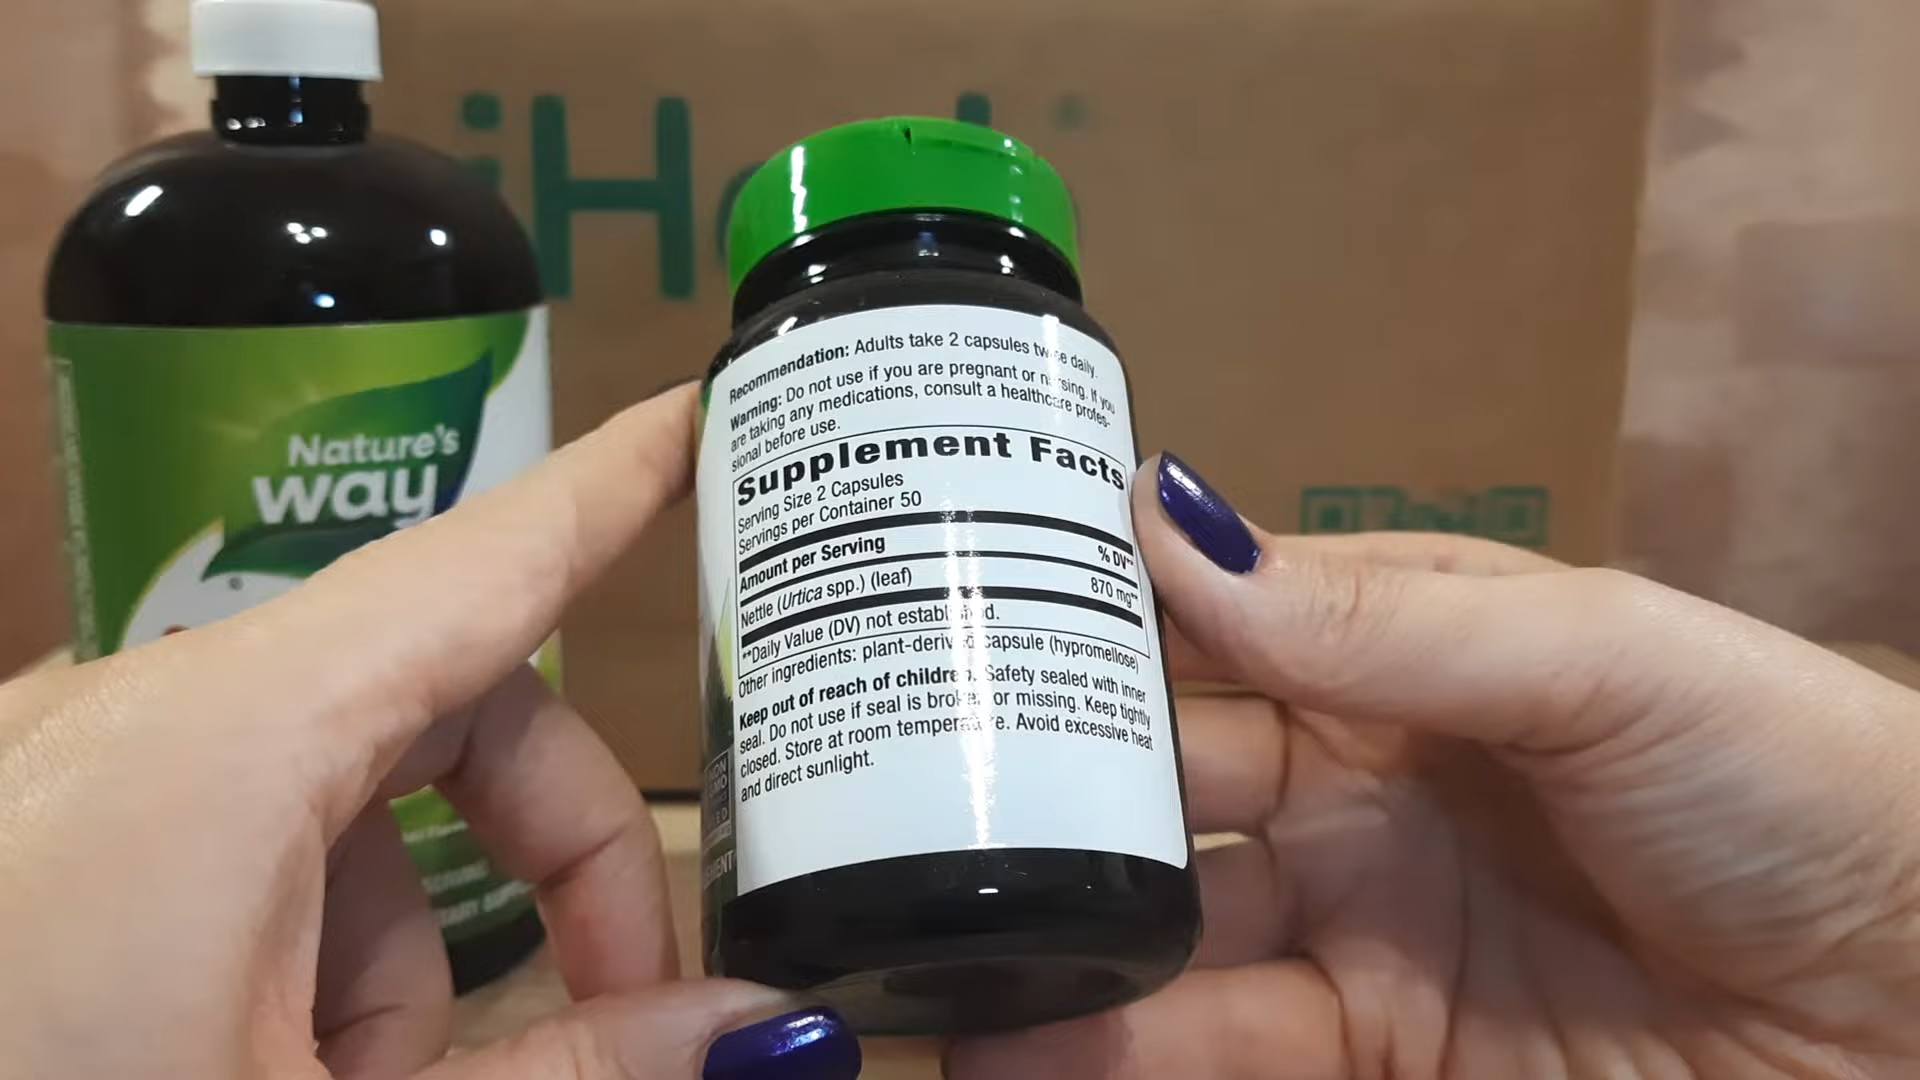 iH
Nature's
way
Recommendation: Adults take 2 capsules twice daily.
Warning: Do not use if you are pregnant or nursing. If you
are taking any medications, consult a healthcare profes-
sional before use.
Supplement Facts
Serving Size 2 Capsules
Servings per Container 50
Amount per Serving % DV**
Nettle (Urtica spp.) (leaf) 870 mg**
**Daily Value (DV) not established.
Other ingredients: plant-derived capsule (hypromellose)
Keep out of reach of children. Safety sealed with inner
seal. Do not use if seal is broken or missing. Keep tightly
closed. Store at room temperature. Avoid excessive heat
and direct sunlight.
NON
GMO